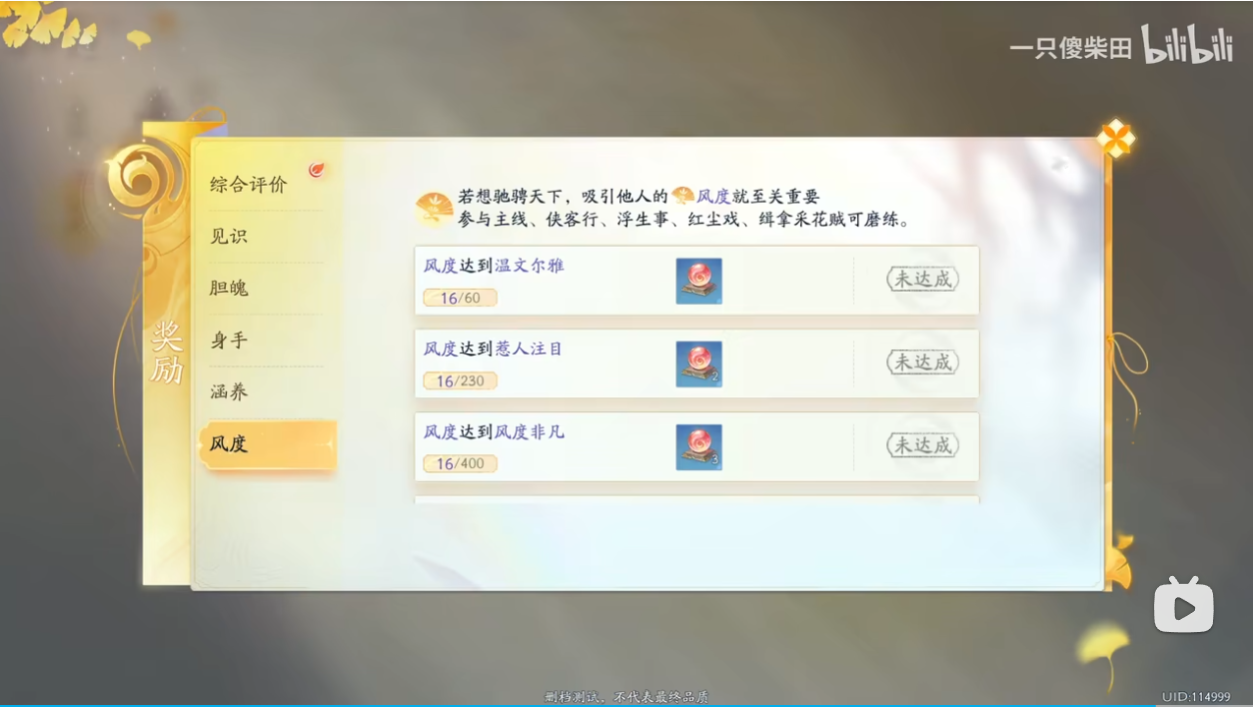 一只傻柴田 bilibili
奖励
综合评价
见识
胆魄
身手
涵养
风度
若想驰骋天下，吸引他人的风度就至关重要
参与主线、侠客行、浮生事、红尘戏、缉拿采花贼可磨练。
风度达到温文尔雅
16/60
未达成
风度达到惹人注目
16/230
2
未达成
风度达到风度非凡
16/400
3
未达成
删档测试，不代表最终品质
UID:114999